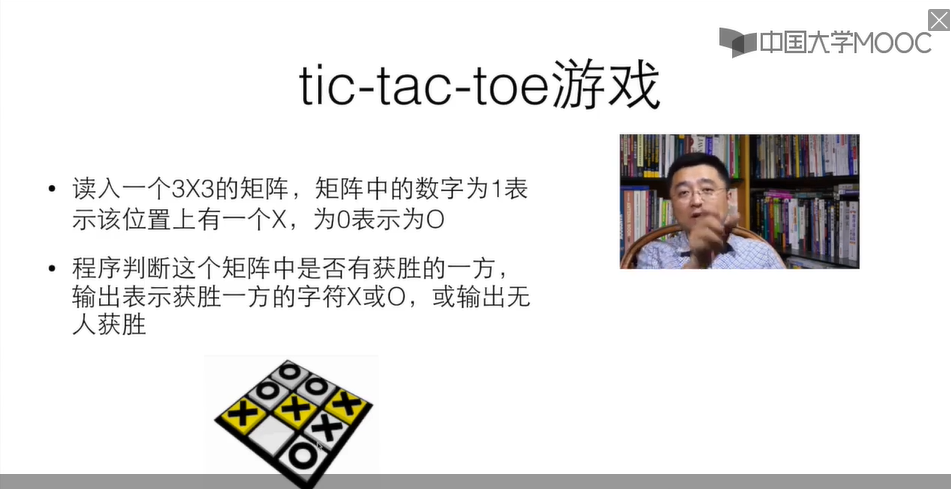 中国大学MOOC
tic-tac-toe游戏
• 读入一个3X3的矩阵，矩阵中的数字为1表
示该位置上有一个X，为0表示为O
• 程序判断这个矩阵中是否有获胜的一方，
输出表示获胜一方的字符X或O，或输出无
人获胜